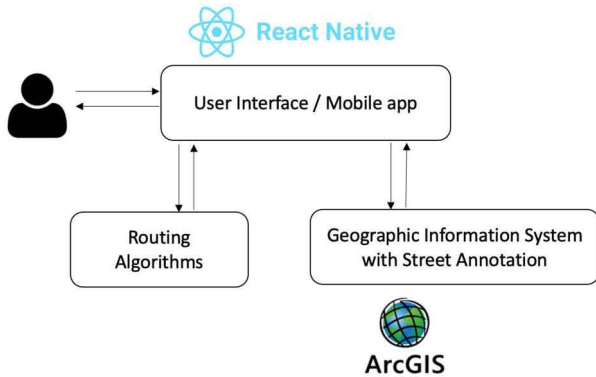 React Native
User Interface / Mobile app
Routing
Algorithms
Geographic Information System
with Street Annotation
ArcGIS